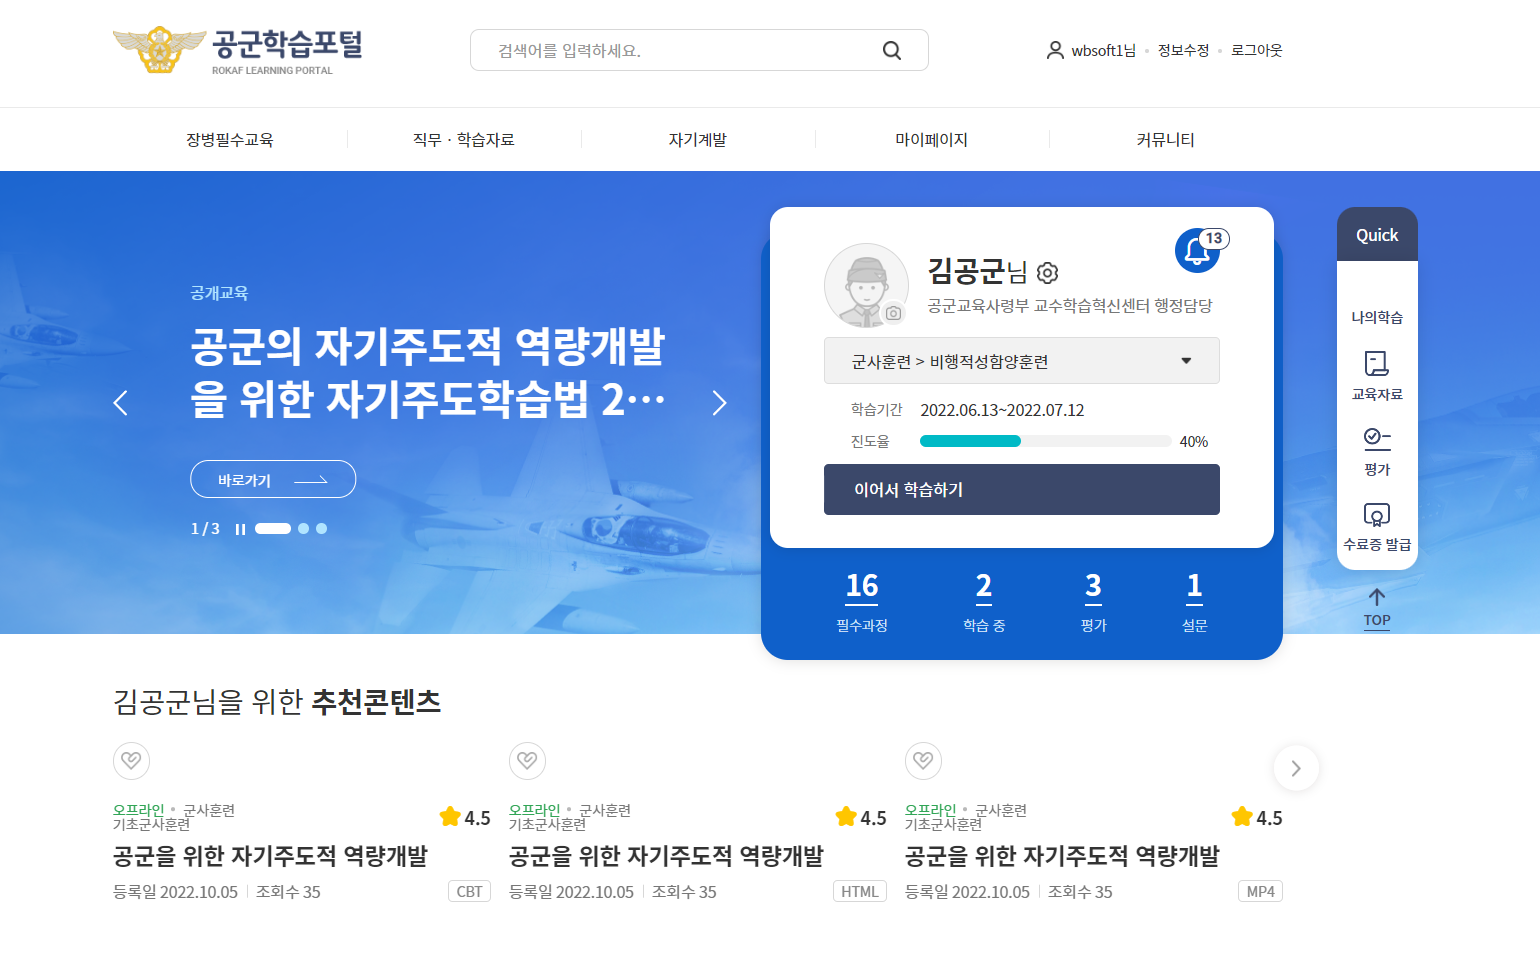 공군학습포털
ROKAF LEARNING PORTAL
검색어를 입력하세요.
wbsoft1님 • 정보수정 • 로그아웃
장병필수교육
직무 · 학습자료
자기계발
마이페이지
커뮤니티
공개교육
공군의 자기주도적 역량개발
을 위한 자기주도학습법 2···
바로가기
1 / 3
13
김공군님
공군교육사령부 교수학습혁신센터 행정담당
군사훈련 > 비행적성함양훈련
학습기간 2022.06.13~2022.07.12
진도율 40%
이어서 학습하기
16
필수과정
2
학습 중
3
평가
1
설문
Quick
나의학습
교육자료
평가
수료증 발급
TOP
김공군님을 위한 추천콘텐츠
오프라인 • 군사훈련
기초군사훈련
4.5
공군을 위한 자기주도적 역량개발
등록일 2022.10.05 | 조회수 35
CBT
오프라인 • 군사훈련
기초군사훈련
4.5
공군을 위한 자기주도적 역량개발
등록일 2022.10.05 | 조회수 35
HTML
오프라인 • 군사훈련
기초군사훈련
4.5
공군을 위한 자기주도적 역량개발
등록일 2022.10.05 | 조회수 35
MP4